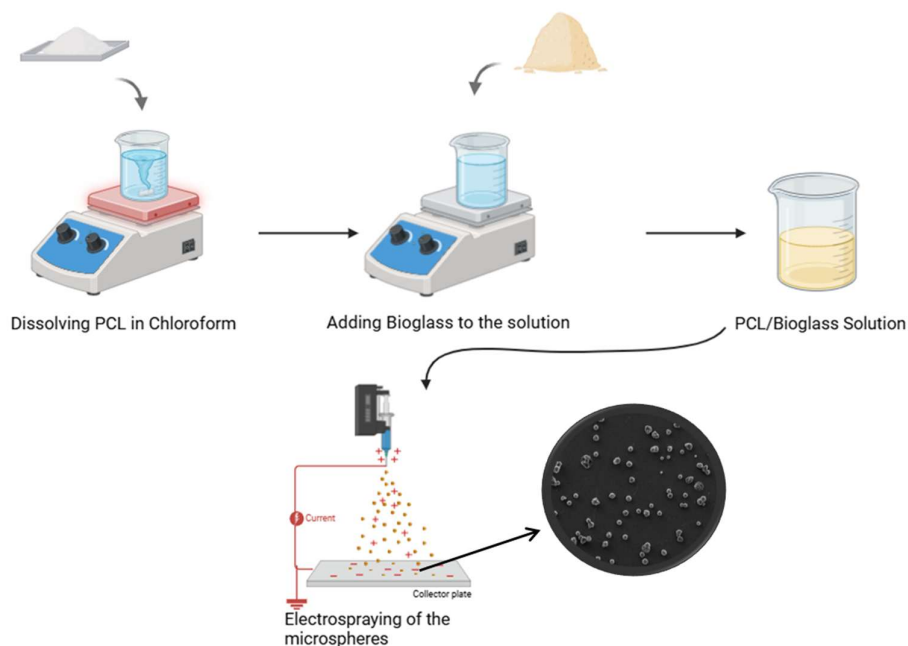 Dissolving PCL in Chloroform
Adding Bioglass to the solution
PCL/Bioglass Solution
Current
Collector plate
Electrospraying of the
microspheres